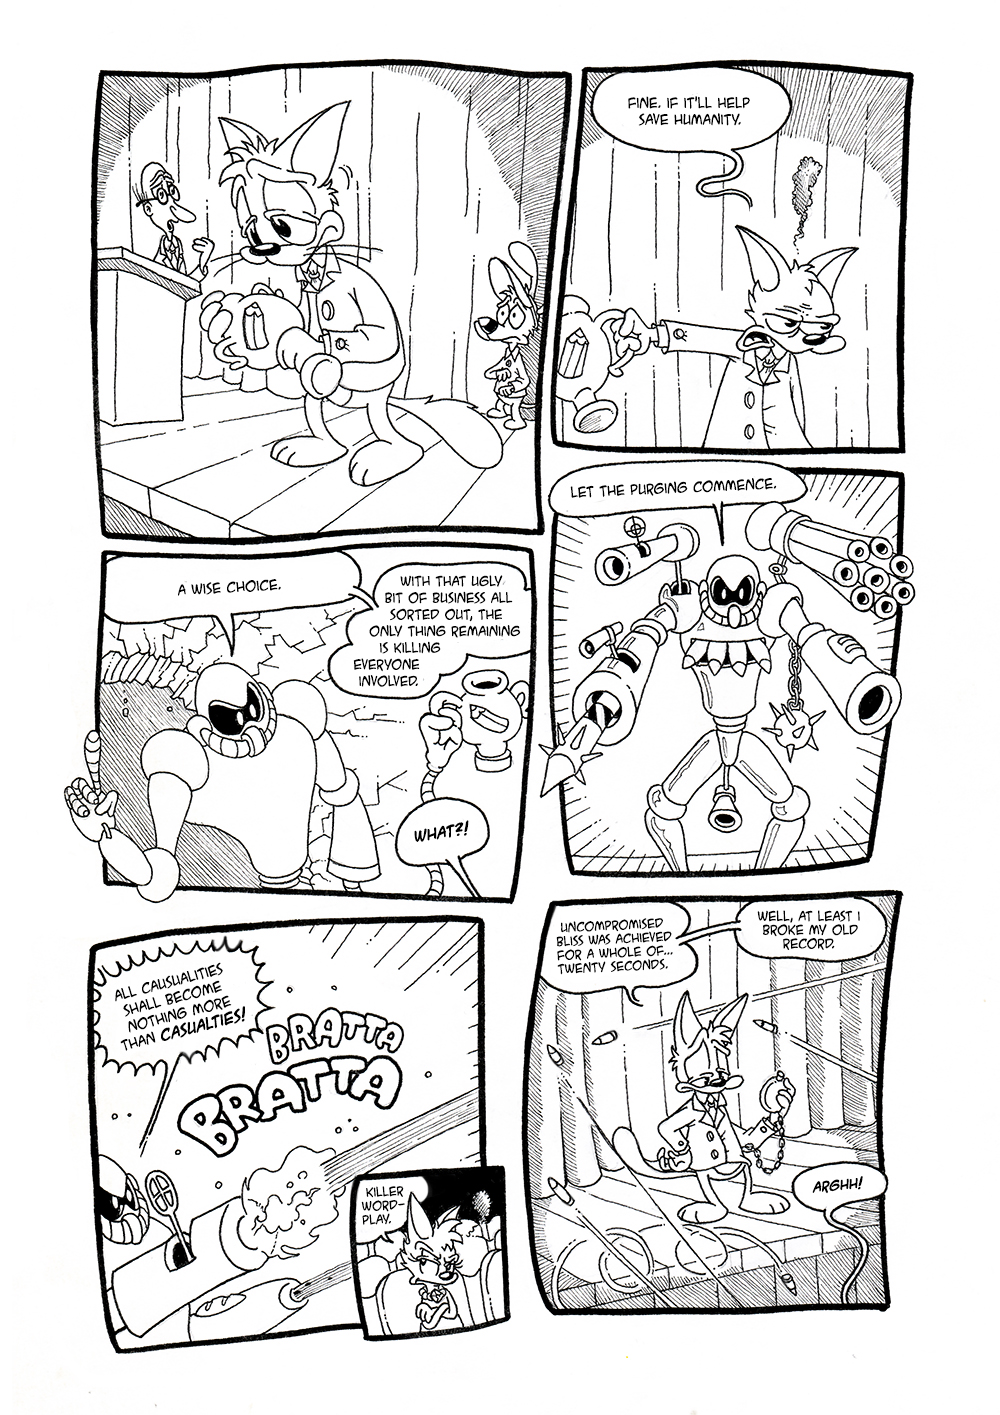 FINE. IF IT'LL HELP
SAVE HUMANITY.
A WISE CHOICE.
WITH THAT UGLY
BIT OF BUSINESS ALL
SORTED OUT, THE
ONLY THING REMAINING
IS KILLING
EVERYONE
INVOLVED.
WHAT?!
LET THE PURGING COMMENCE.
ALL CAUSUALITIES
SHALL BECOME
NOTHING MORE
THAN CASUALTIES!
BRATTA
BRATTA
KILLER
WORD-
PLAY.
UNCOMPROMISED
BLISS WAS ACHIEVED
FOR A WHOLE OF...
TWENTY SECONDS.
WELL, AT LEAST I
BROKE MY OLD
RECORD.
ARGHH!